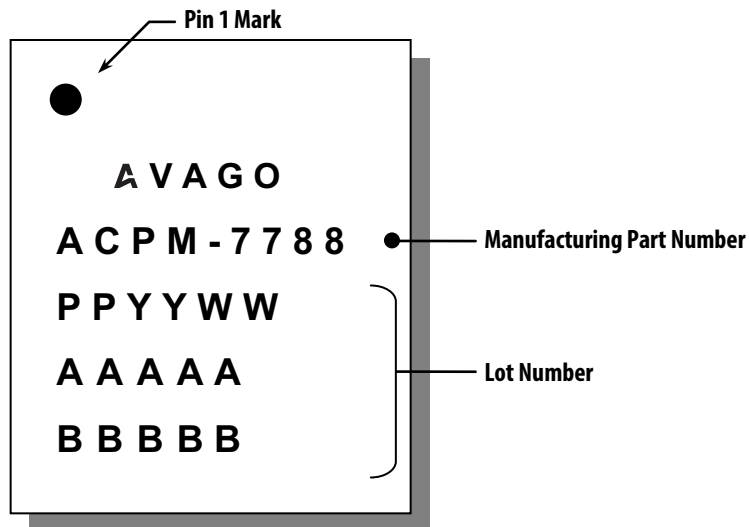 Pin 1 Mark
AVAGO
ACPM-7788
Manufacturing Part Number
PPYYWW
AAAAA
Lot Number
BBBBB